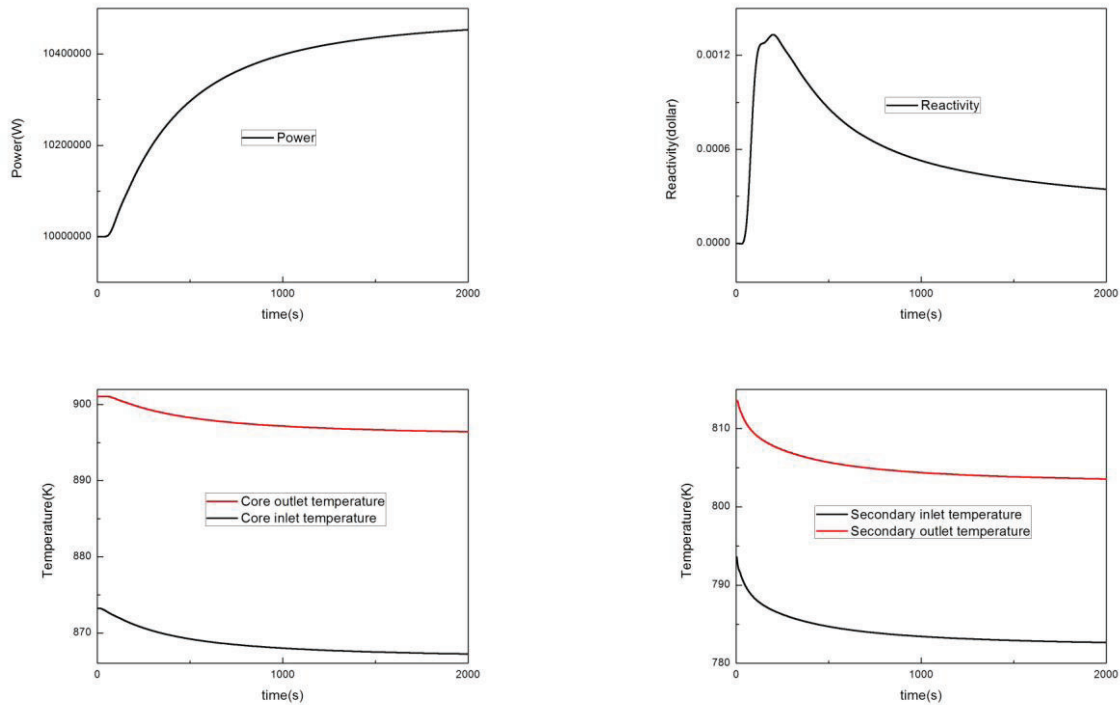 Power(W)
10400000
10200000
10000000
Power
0
1000
2000
time(s)
Reactivity(dollar)
0.0012
0.0006
0.0000
Reactivity
0
1000
2000
time(s)
Temperature(K)
900
890
880
870
Core outlet temperature
Core inlet temperature
0
1000
2000
time(s)
Temperature(K)
810
800
790
780
Secondary inlet temperature
Secondary outlet temperature
0
1000
2000
time(s)